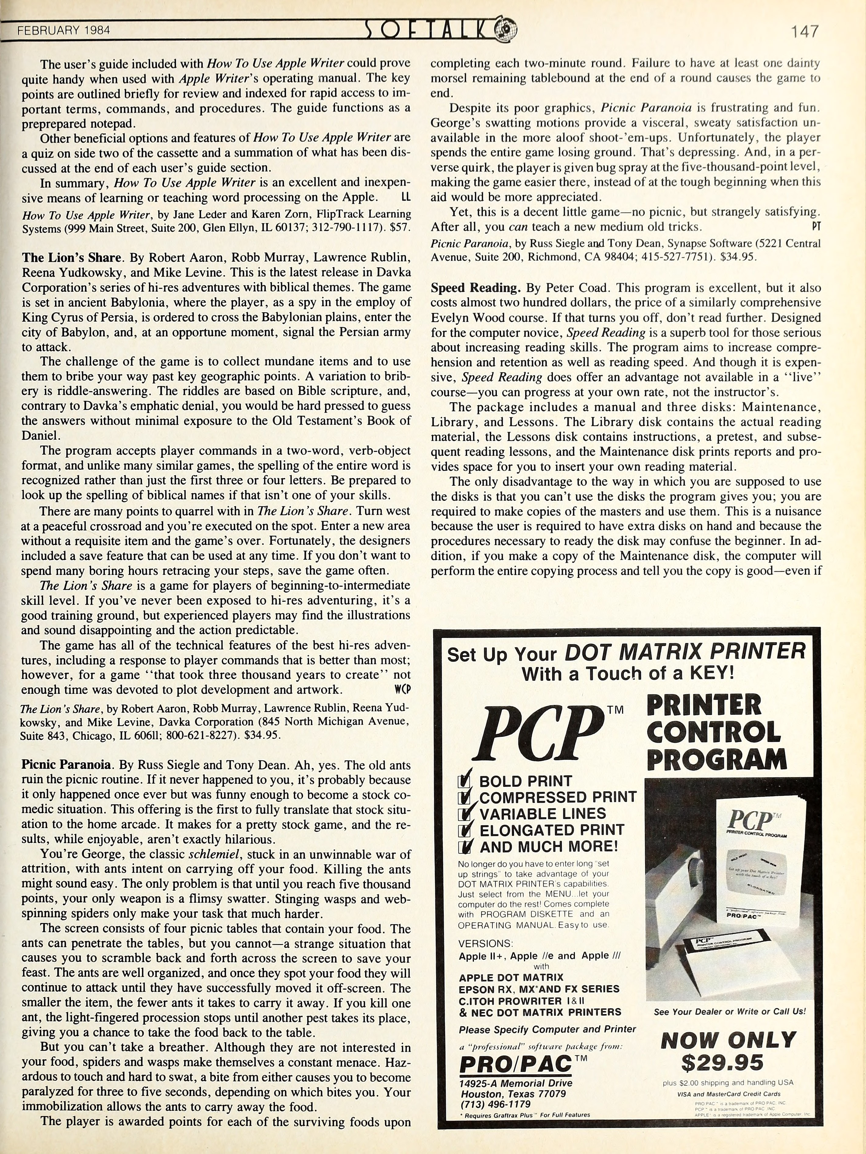 FEBRUARY 1984
SOFTALK
147
The user's guide included with How To Use Apple Writer could prove
quite handy when used with Apple Writer's operating manual. The key
points are outlined briefly for review and indexed for rapid access to im-
portant terms, commands, and procedures. The guide functions as a
preprepared notepad.
Other beneficial options and features of How To Use Apple Writer are
a quiz on side two of the cassette and a summation of what has been dis-
cussed at the end of each user's guide section.
In summary, How To Use Apple Writer is an excellent and inexpen-
sive means of learning or teaching word processing on the Apple. LL
How To Use Apple Writer, by Jane Leder and Karen Zorn, FlipTrack Learning
Systems (999 Main Street, Suite 200, Glen Ellyn, IL 60137; 312-790-1117). $57.
The Lion's Share. By Robert Aaron, Robb Murray, Lawrence Rublin,
Reena Yudkowsky, and Mike Levine. This is the latest release in Davka
Corporation's series of hi-res adventures with biblical themes. The game
is set in ancient Babylonia, where the player, as a spy in the employ of
King Cyrus of Persia, is ordered to cross the Babylonian plains, enter the
city of Babylon, and, at an opportune moment, signal the Persian army
to attack.
The challenge of the game is to collect mundane items and to use
them to bribe your way past key geographic points. A variation to brib-
ery is riddle-answering. The riddles are based on Bible scripture, and,
contrary to Davka's emphatic denial, you would be hard pressed to guess
the answers without minimal exposure to the Old Testament's Book of
Daniel.
The program accepts player commands in a two-word, verb-object
format, and unlike many similar games, the spelling of the entire word is
recognized rather than just the first three or four letters. Be prepared to
look up the spelling of biblical names if that isn't one of your skills.
There are many points to quarrel with in The Lion's Share. Turn west
at a peaceful crossroad and you're executed on the spot. Enter a new area
without a requisite item and the game's over. Fortunately, the designers
included a save feature that can be used at any time. If you don't want to
spend many boring hours retracing your steps, save the game often.
The Lion's Share is a game for players of beginning-to-intermediate
skill level. If you've never been exposed to hi-res adventuring, it's a
good training ground, but experienced players may find the illustrations
and sound disappointing and the action predictable.
The game has all of the technical features of the best hi-res adven-
tures, including a response to player commands that is better than most;
however, for a game "that took three thousand years to create" not
enough time was devoted to plot development and artwork. WCP
The Lion's Share, by Robert Aaron, Robb Murray, Lawrence Rublin, Reena Yud-
kowsky, and Mike Levine, Davka Corporation (845 North Michigan Avenue,
Suite 843, Chicago, IL 60611; 800-621-8227). $34.95.
Picnic Paranoia. By Russ Siegle and Tony Dean. Ah, yes. The old ants
ruin the picnic routine. If it never happened to you, it's probably because
it only happened once ever but was funny enough to become a stock co-
medic situation. This offering is the first to fully translate that stock situ-
ation to the home arcade. It makes for a pretty stock game, and the re-
sults, while enjoyable, aren't exactly hilarious.
You're George, the classic schlemiel, stuck in an unwinnable war of
attrition, with ants intent on carrying off your food. Killing the ants
might sound easy. The only problem is that until you reach five thousand
points, your only weapon is a flimsy swatter. Stinging wasps and web-
spinning spiders only make your task that much harder.
The screen consists of four picnic tables that contain your food. The
ants can penetrate the tables, but you cannot—a strange situation that
causes you to scramble back and forth across the screen to save your
feast. The ants are well organized, and once they spot your food they will
continue to attack until they have successfully moved it off-screen. The
smaller the item, the fewer ants it takes to carry it away. If you kill one
ant, the light-fingered procession stops until another pest takes its place,
giving you a chance to take the food back to the table.
But you can't take a breather. Although they are not interested in
your food, spiders and wasps make themselves a constant menace. Haz-
ardous to touch and hard to swat, a bite from either causes you to become
paralyzed for three to five seconds, depending on which bites you. Your
immobilization allows the ants to carry away the food.
The player is awarded points for each of the surviving foods upon
completing each two-minute round. Failure to have at least one dainty
morsel remaining tablebound at the end of a round causes the game to
end.
Despite its poor graphics, Picnic Paranoia is frustrating and fun.
George's swatting motions provide a visceral, sweaty satisfaction un-
available in the more aloof shoot-'em-ups. Unfortunately, the player
spends the entire game losing ground. That's depressing. And, in a per-
verse quirk, the player is given bug spray at the five-thousand-point level,
making the game easier there, instead of at the tough beginning when this
aid would be more appreciated.
Yet, this is a decent little game—no picnic, but strangely satisfying.
After all, you can teach a new medium old tricks. PT
Picnic Paranoia, by Russ Siegle and Tony Dean, Synapse Software (5221 Central
Avenue, Suite 200, Richmond, CA 98404; 415-527-7751). $34.95.
Speed Reading. By Peter Coad. This program is excellent, but it also
costs almost two hundred dollars, the price of a similarly comprehensive
Evelyn Wood course. If that turns you off, don't read further. Designed
for the computer novice, Speed Reading is a superb tool for those serious
about increasing reading skills. The program aims to increase compre-
hension and retention as well as reading speed. And though it is expen-
sive, Speed Reading does offer an advantage not available in a "live"
course—you can progress at your own rate, not the instructor's.
The package includes a manual and three disks: Maintenance,
Library, and Lessons. The Library disk contains the actual reading
material, the Lessons disk contains instructions, a pretest, and subse-
quent reading lessons, and the Maintenance disk prints reports and pro-
vides space for you to insert your own reading material.
The only disadvantage to the way in which you are supposed to use
the disks is that you can't use the disks the program gives you; you are
required to make copies of the masters and use them. This is a nuisance
because the user is required to have extra disks on hand and because the
procedures necessary to ready the disk may confuse the beginner. In ad-
dition, if you make a copy of the Maintenance disk, the computer will
perform the entire copying process and tell you the copy is good—even if
Set Up Your DOT MATRIX PRINTER
With a Touch of a KEY!
PCP™
PRINTER
CONTROL
PROGRAM
BOLD PRINT
COMPRESSED PRINT
VARIABLE LINES
ELONGATED PRINT
AND MUCH MORE!
No longer do you have to enter long "set
up strings" to take advantage of your
DOT MATRIX PRINTER's capabilities.
Just select from the MENU, let your
computer do the rest! Comes complete
with PROGRAM DISKETTE and an
OPERATING MANUAL. Easy to use.
VERSIONS:
Apple II+, Apple //e and Apple ///
with
APPLE DOT MATRIX
EPSON RX, MX* AND FX SERIES
C.ITOH PROWRITER I & II
& NEC DOT MATRIX PRINTERS
Please Specify Computer and Printer
a "professional" software package from:
PRO/PAC™
14925-A Memorial Drive
Houston, Texas 77079
(713) 496-1179
* Requires Graftrax Plus™ For Full Features
PCP™
PRINTER CONTROL PROGRAM
PRO/PAC™
PCP
See Your Dealer or Write or Call Us!
NOW ONLY
$29.95
plus $2.00 shipping and handling USA
VISA and MasterCard Credit Cards
PRO/PAC™ is a trademark of PRO/PAC, INC.
PCP™ is a trademark of PRO/PAC, INC.
APPLE® is a registered trademark of Apple Computer, Inc.